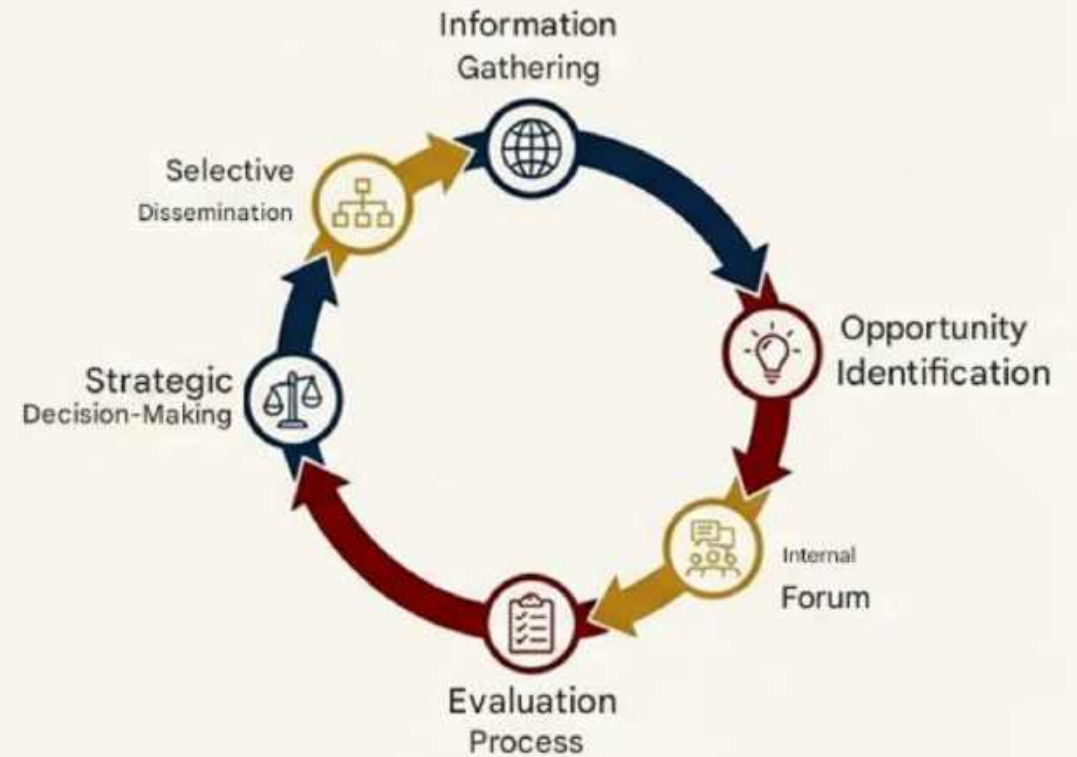 Information
Gathering
Opportunity
Identification
Internal
Forum
Evaluation
Process
Strategic
Decision-Making
Selective
Dissemination